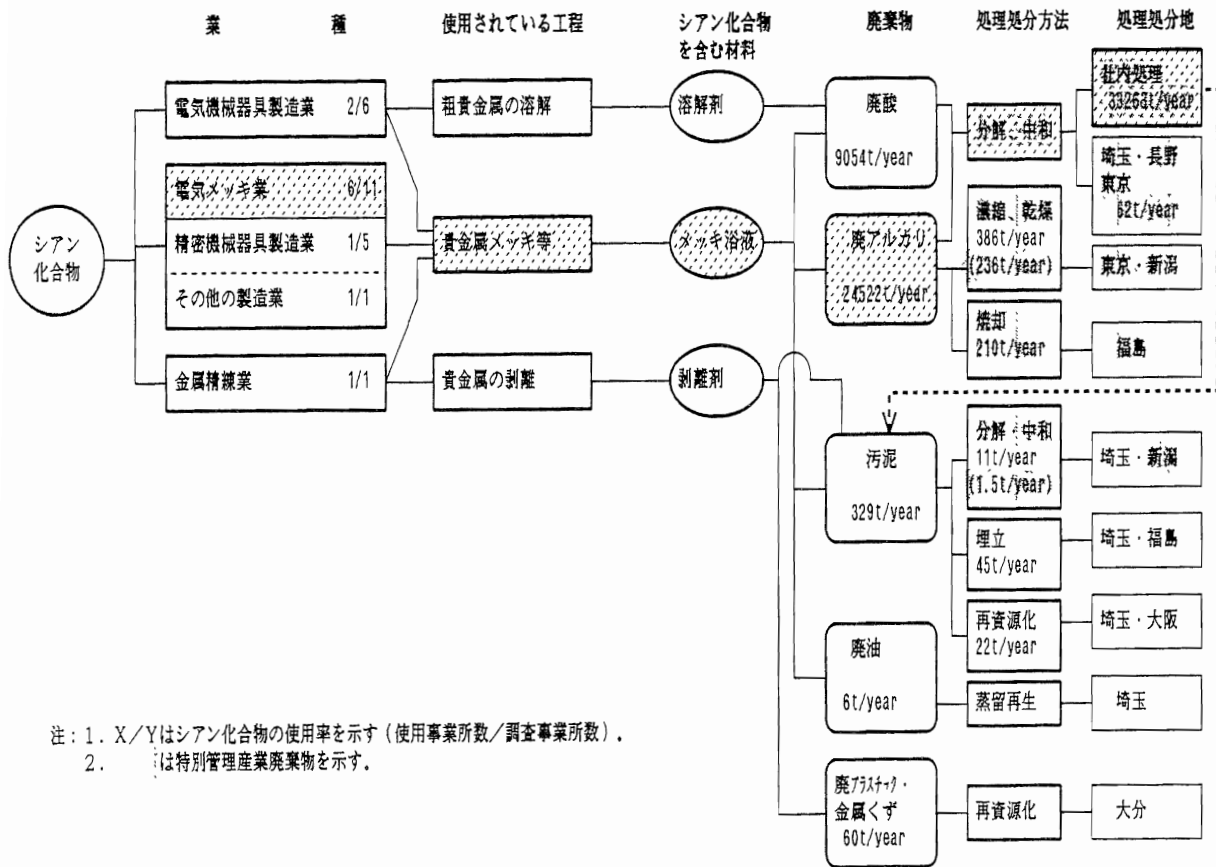 業　種
使用されている工程
シアン化合物
を含む材料
廃棄物
処理処分方法
処理処分地
シアン
化合物
電気機械器具製造業 2/6
電気メッキ業 6/11
精密機械器具製造業 1/5
その他の製造業 1/1
金属精練業 1/1
粗貴金属の溶解
貴金属メッキ等
貴金属の剥離
溶解剤
メッキ浴液
剥離剤
廃酸
9054t/year
廃アルカリ
24522t/year
汚泥
329t/year
廃油
6t/year
廃プラスチック・
金属くず
60t/year
分解、中和
濃縮、乾燥
386t/year
(236t/year)
焼却
210t/year
分解・中和
11t/year
(1.5t/year)
埋立
45t/year
再資源化
22t/year
蒸留再生
再資源化
社内処理
埼玉・長野
東京
62t/year
東京・新潟
福島
埼玉・新潟
埼玉・福島
埼玉・大阪
埼玉
大分
注：1. X／Yはシアン化合物の使用率を示す（使用事業所数／調査事業所数）.
2. は特別管理産業廃棄物を示す。